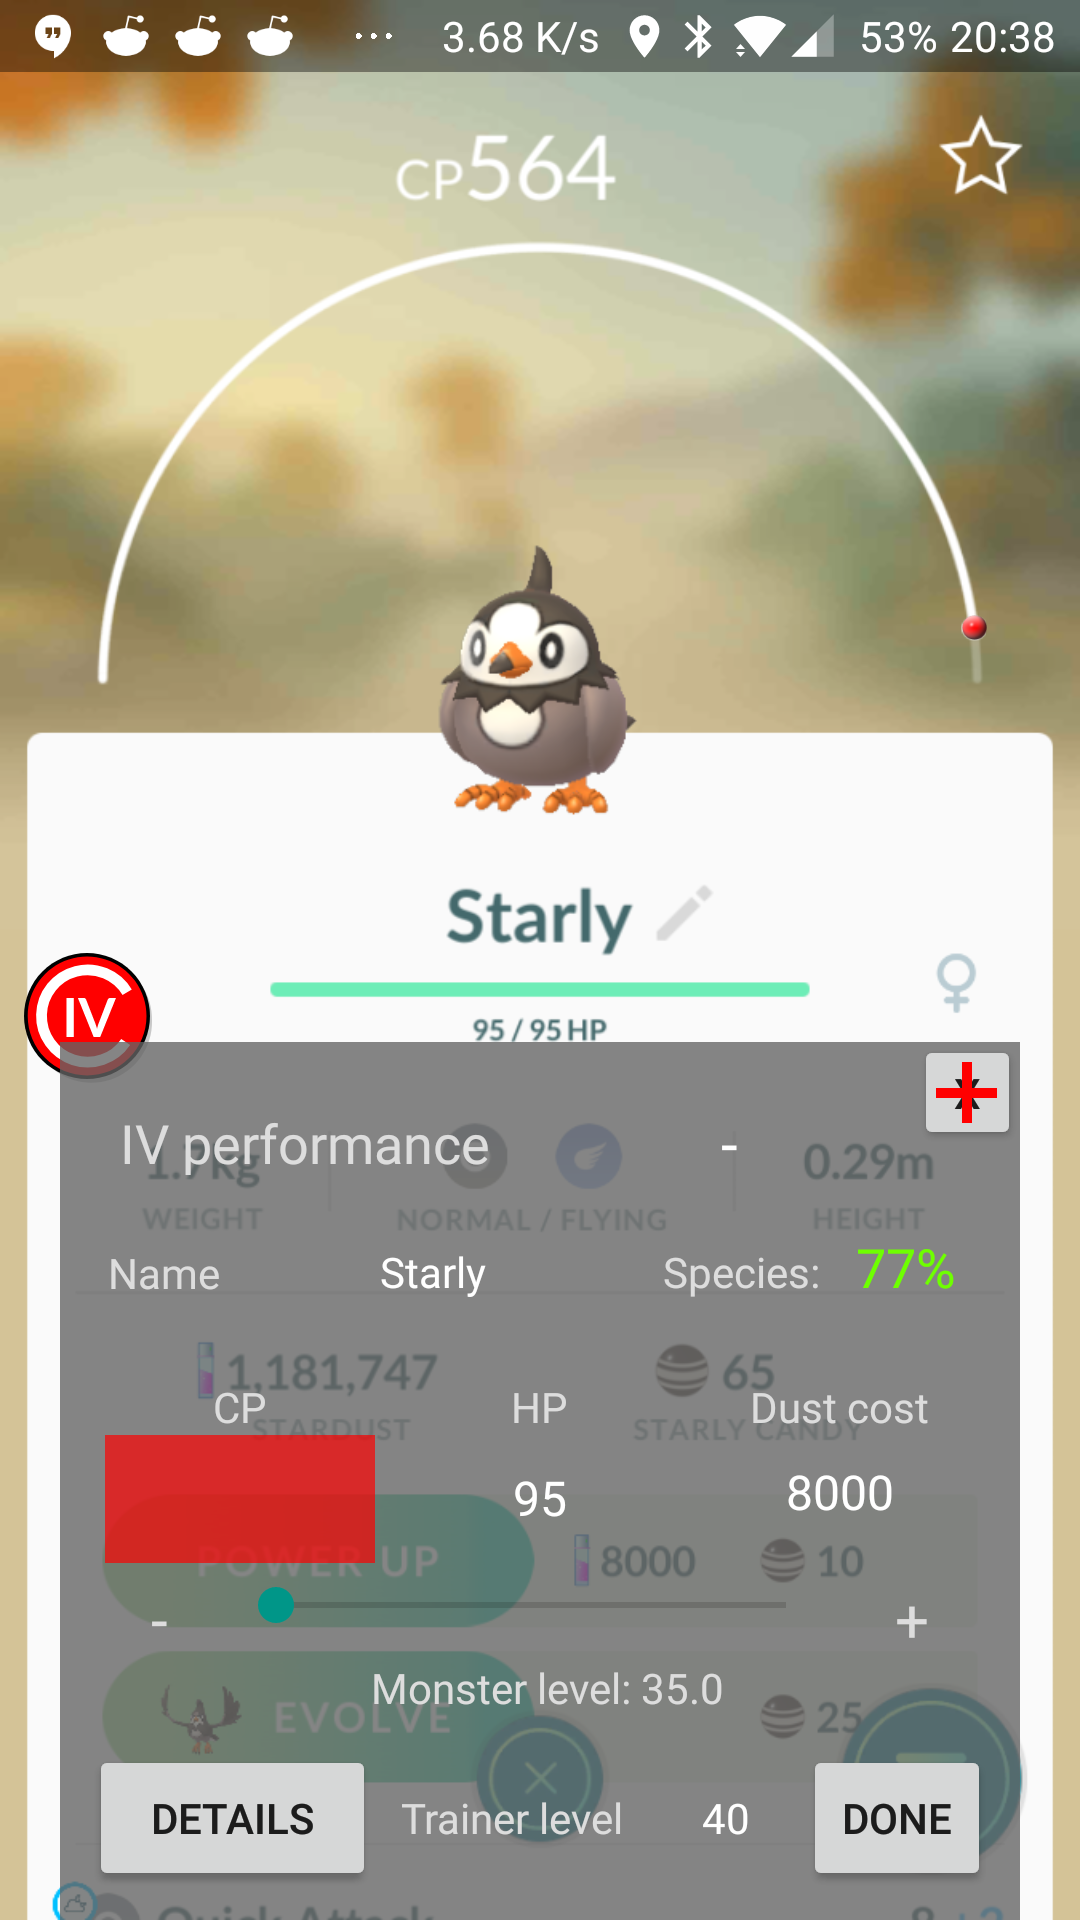 3.68 K/s 53% 20:38
CP564
Starly
IV
95 / 95 HP
IV performance -
1.7kg 0.29m
WEIGHT NORMAL / FLYING HEIGHT
Name Starly Species: 77%
1,181,747 65
STARDUST STARLY CANDY
CP HP Dust cost
95 8000
POWER UP 8000 10
- +
Monster level: 35.0
EVOLVE 25
DETAILS Trainer level 40 DONE
Quick Attack